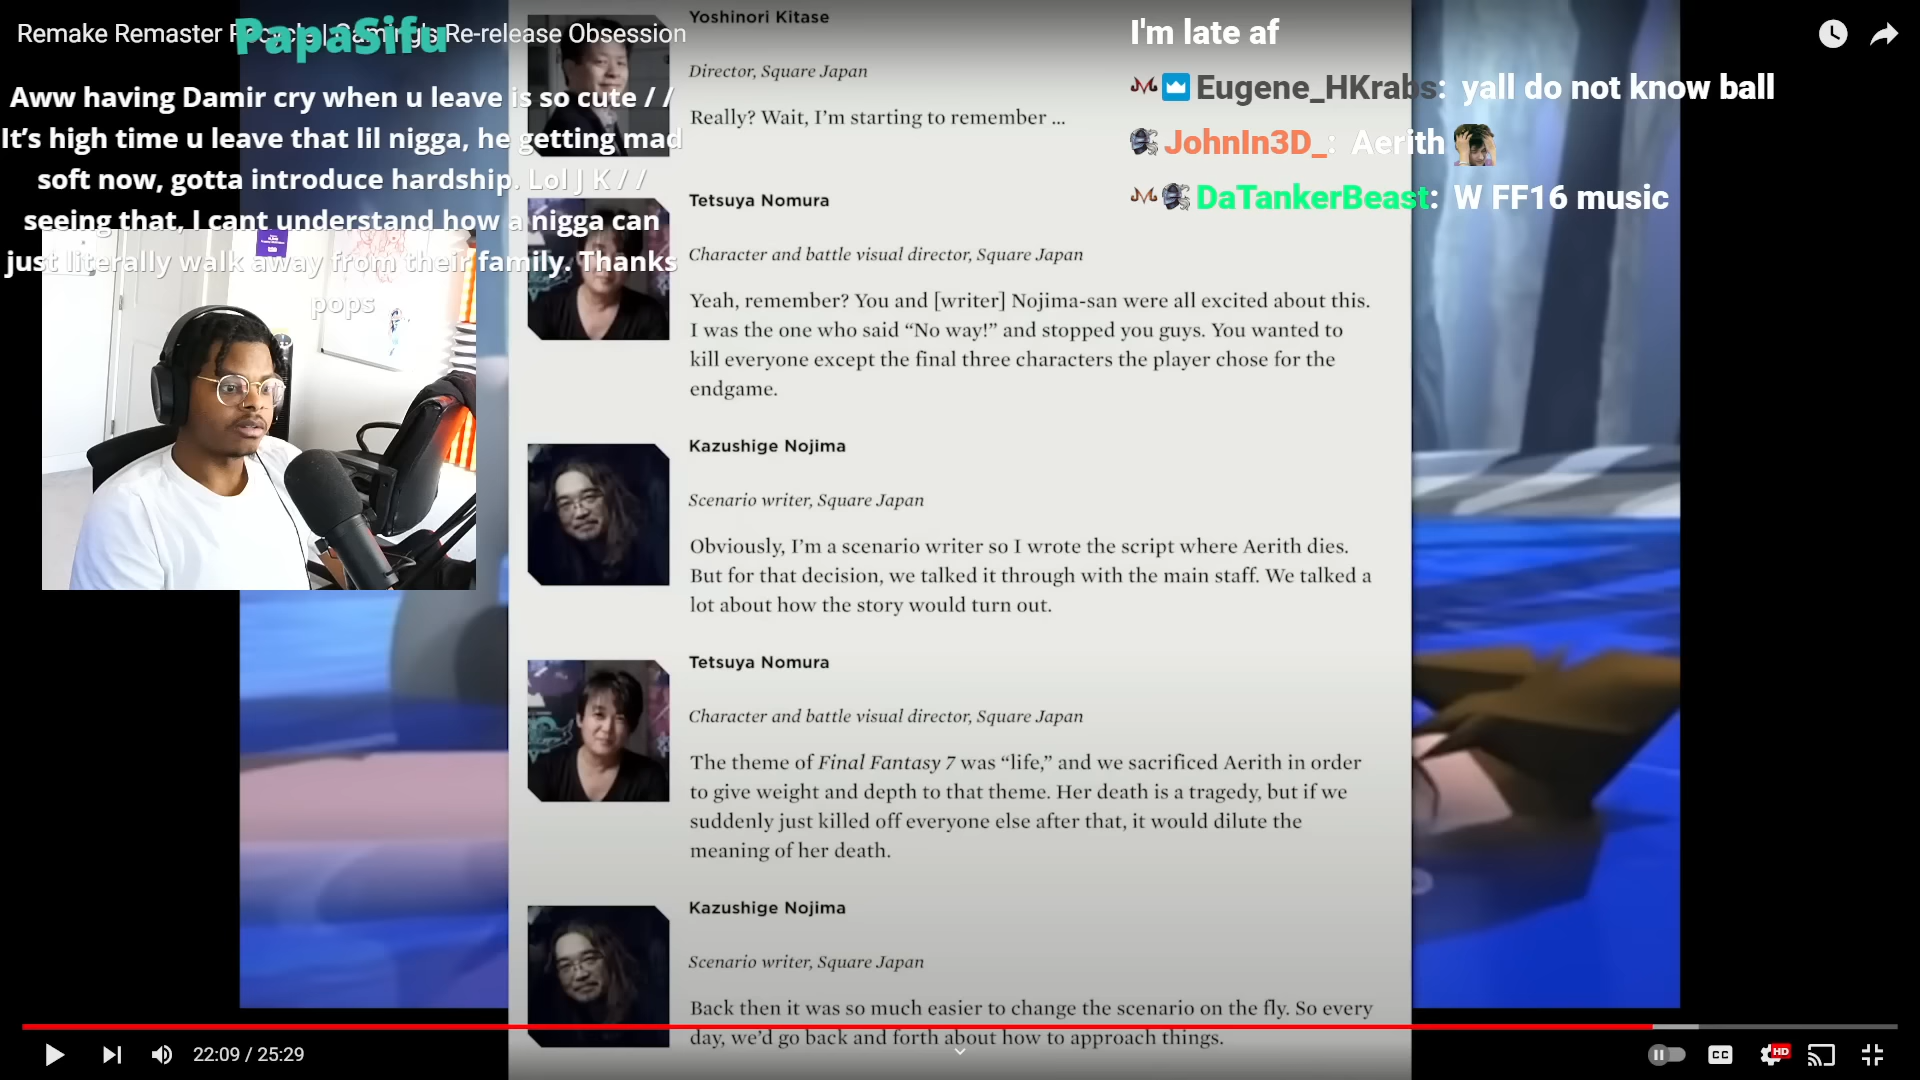 Remake Remaster Recycle | Gaming's Re-release Obsession
PapaSifu
Aww having Damir cry when u leave is so cute / /
It’s high time u leave that lil nigga, he getting mad
soft now, gotta introduce hardship. Lol J K / /
seeing that, I cant understand how a nigga can
just literally walk away from their family. Thanks
pops
I'm late af
Eugene_HKrabs: yall do not know ball
JohnIn3D_: Aerith
DaTankerBeast: W FF16 music
Yoshinori Kitase
Director, Square Japan
Really? Wait, I’m starting to remember ...
Tetsuya Nomura
Character and battle visual director, Square Japan
Yeah, remember? You and [writer] Nojima-san were all excited about this.
I was the one who said “No way!” and stopped you guys. You wanted to
kill everyone except the final three characters the player chose for the
endgame.
Kazushige Nojima
Scenario writer, Square Japan
Obviously, I’m a scenario writer so I wrote the script where Aerith dies.
But for that decision, we talked it through with the main staff. We talked a
lot about how the story would turn out.
Tetsuya Nomura
Character and battle visual director, Square Japan
The theme of Final Fantasy 7 was “life,” and we sacrificed Aerith in order
to give weight and depth to that theme. Her death is a tragedy, but if we
suddenly just killed off everyone else after that, it would dilute the
meaning of her death.
Kazushige Nojima
Scenario writer, Square Japan
Back then it was so much easier to change the scenario on the fly. So every
day, we’d go back and forth about how to approach things.
22:09 / 25:29
CC
HD